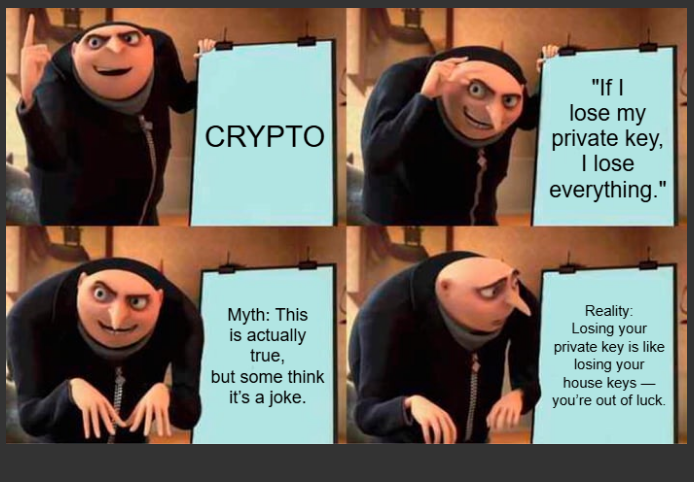 CRYPTO
"If I
lose my
private key,
I lose
everything."
Myth: This
is actually
true,
but some think
it's a joke.
Reality:
Losing your
private key is like
losing your
house keys —
you're out of luck.